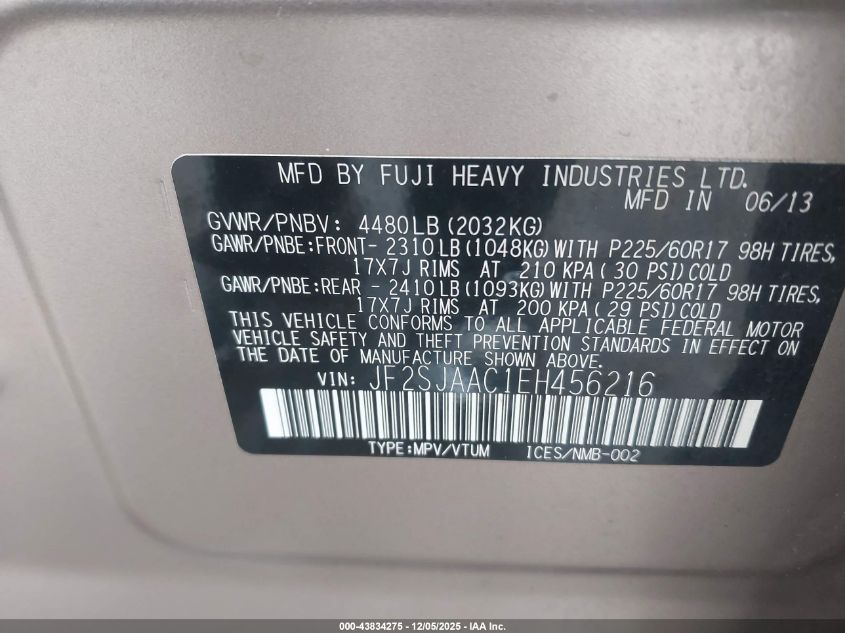 MFD BY FUJI HEAVY INDUSTRIES LTD.
MFD IN 06/13
GVWR/PNBV: 4480LB(2032KG)
GAWR/PNBE:FRONT- 2310LB(1048KG)WITH P225/60R17 98H TIRES,
17X7J RIMS AT 210 KPA( 30 PSI)COLD
GAWR/PNBE:REAR - 2410LB(1093KG)WITH P225/60R17 98H TIRES,
17X7J RIMS AT 200 KPA( 29 PSI)COLD
THIS VEHICLE CONFORMS TO ALL APPLICABLE FEDERAL MOTOR
VEHICLE SAFETY AND THEFT PREVENTION STANDARDS IN EFFECT ON
THE DATE OF MANUFACTURE SHOWN ABOVE.
VIN: JF2SJAAC1EH456216
TYPE:MPV/VTUM ICES/NMB-002
000-43834275 - 12/05/2025 - IAA Inc.